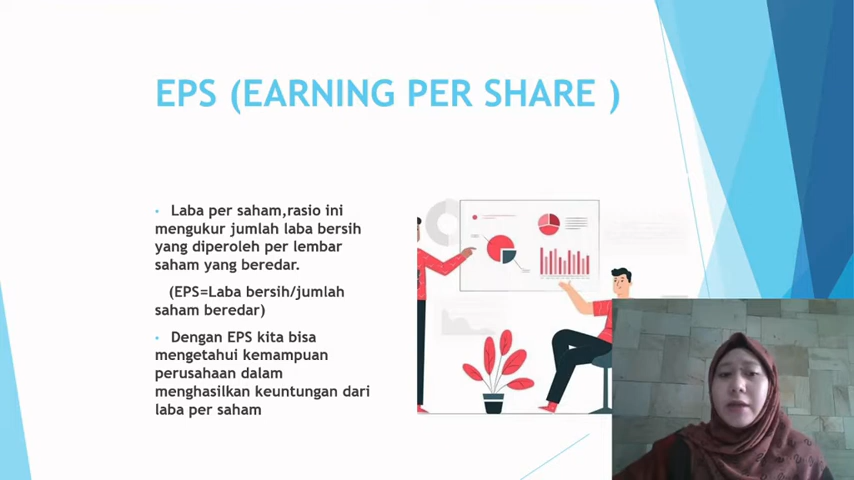 EPS (EARNING PER SHARE )
• Laba per saham,rasio ini
mengukur jumlah laba bersih
yang diperoleh per lembar
saham yang beredar.
(EPS=Laba bersih/jumlah
saham beredar)
• Dengan EPS kita bisa
mengetahui kemampuan
perusahaan dalam
menghasilkan keuntungan dari
laba per saham